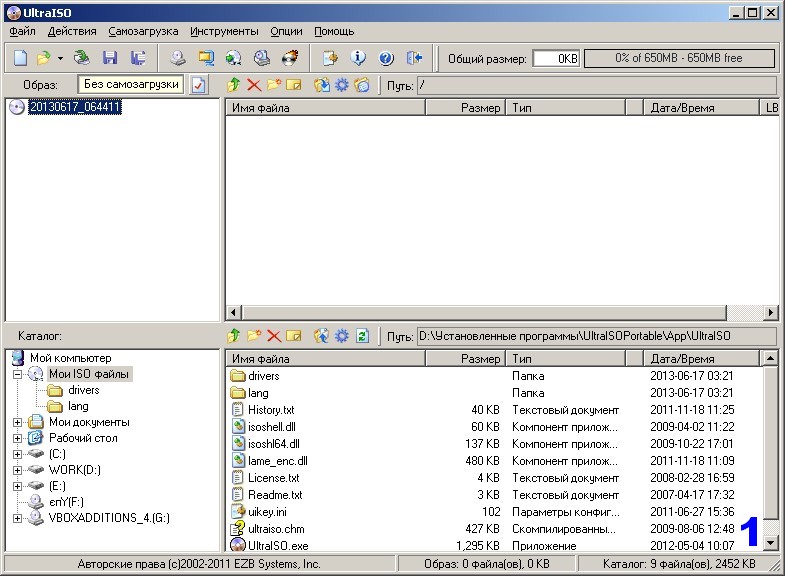 UltraISO
Файл Действия Самозагрузка Инструменты Опции Помощь
Общий размер: 0KB 0% of 650MB - 650MB free
Образ: Без самозагрузки Путь: /
20130617_064411
Имя файла Размер Тип Дата/Время LB
Каталог: Путь: D:\Установленные программы\UltraISOPortable\App\UltraISO
Мой компьютер
Мои ISO файлы
drivers
lang
Мои документы
Рабочий стол
(C:)
WORK(D:)
(E:)
єпУ(F:)
VBOXADDITIONS_4.(G:)
Имя файла Размер Тип Дата/Время
drivers Папка 2013-06-17 03:21
lang Папка 2013-06-17 03:21
History.txt 40 KB Текстовый документ 2011-11-18 11:25
isoshell.dll 60 KB Компонент прилож... 2009-04-02 11:22
isoshl64.dll 137 KB Компонент прилож... 2009-10-22 17:01
lame_enc.dll 480 KB Компонент прилож... 2011-11-18 11:09
License.txt 4 KB Текстовый документ 2008-02-28 16:59
Readme.txt 3 KB Текстовый документ 2007-04-17 17:32
uikey.ini 102 Параметры конфиг... 2011-06-27 15:36
ultraiso.chm 427 KB Скомпилированны... 2009-08-06 12:48
UltraISO.exe 1,295 KB Приложение 2012-05-04 10:07
1
Авторские права (c)2002-2011 EZB Systems, Inc. Образ: 0 файла(ов), 0 KB Каталог: 9 файла(ов), 2452 KB